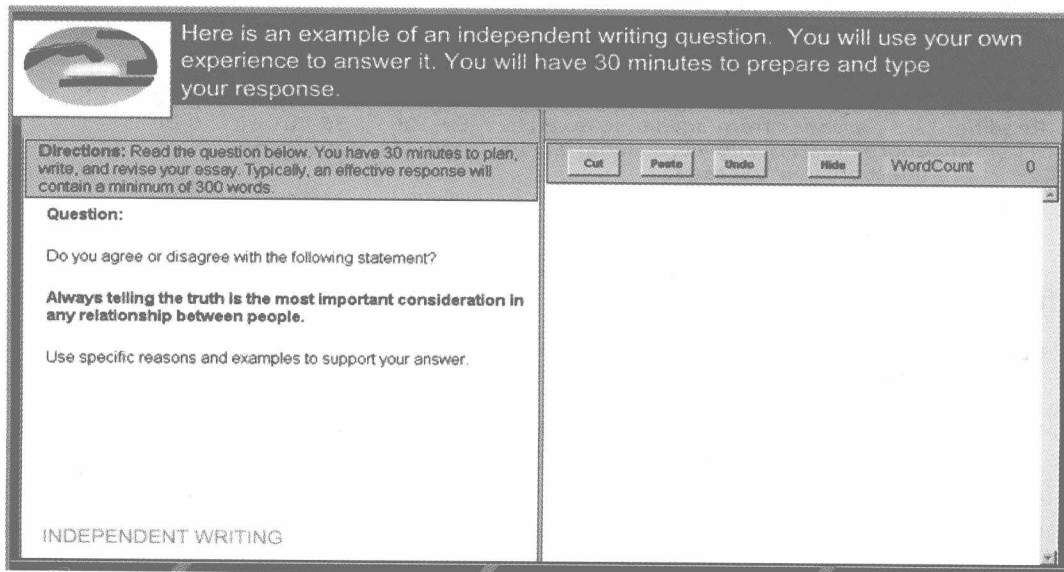 Here is an example of an independent writing question. You will use your own
experience to answer it. You will have 30 minutes to prepare and type
your response.
Directions: Read the question below. You have 30 minutes to plan,
write, and revise your essay. Typically, an effective response will
contain a minimum of 300 words.
Question:
Do you agree or disagree with the following statement?
Always telling the truth is the most important consideration in
any relationship between people.
Use specific reasons and examples to support your answer.
INDEPENDENT WRITING
Cut Paste Undo Hide WordCount 0